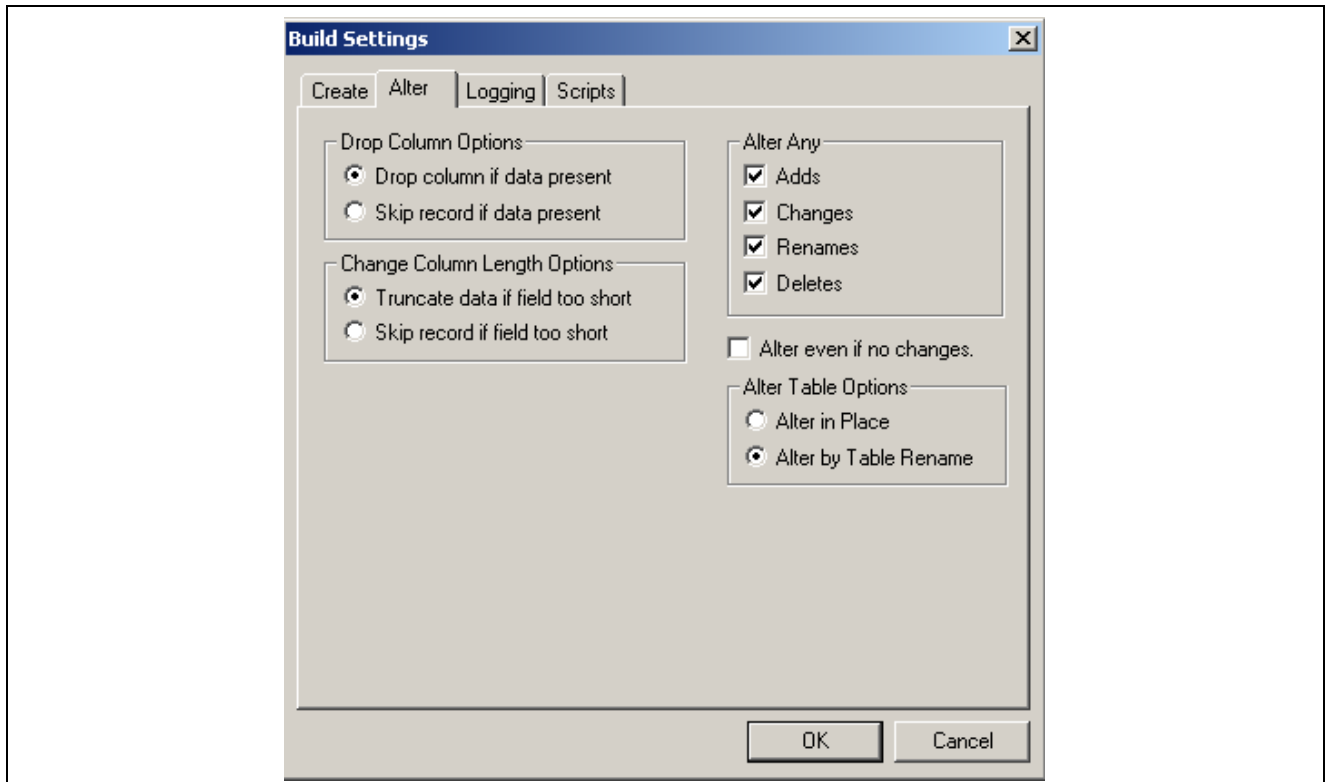 Build Settings
Create Alter Logging Scripts
Drop Column Options
Drop column if data present
Skip record if data present
Change Column Length Options
Truncate data if field too short
Skip record if field too short
Alter Any
Adds
Changes
Renames
Deletes
Alter even if no changes.
Alter Table Options
Alter in Place
Alter by Table Rename
OK Cancel